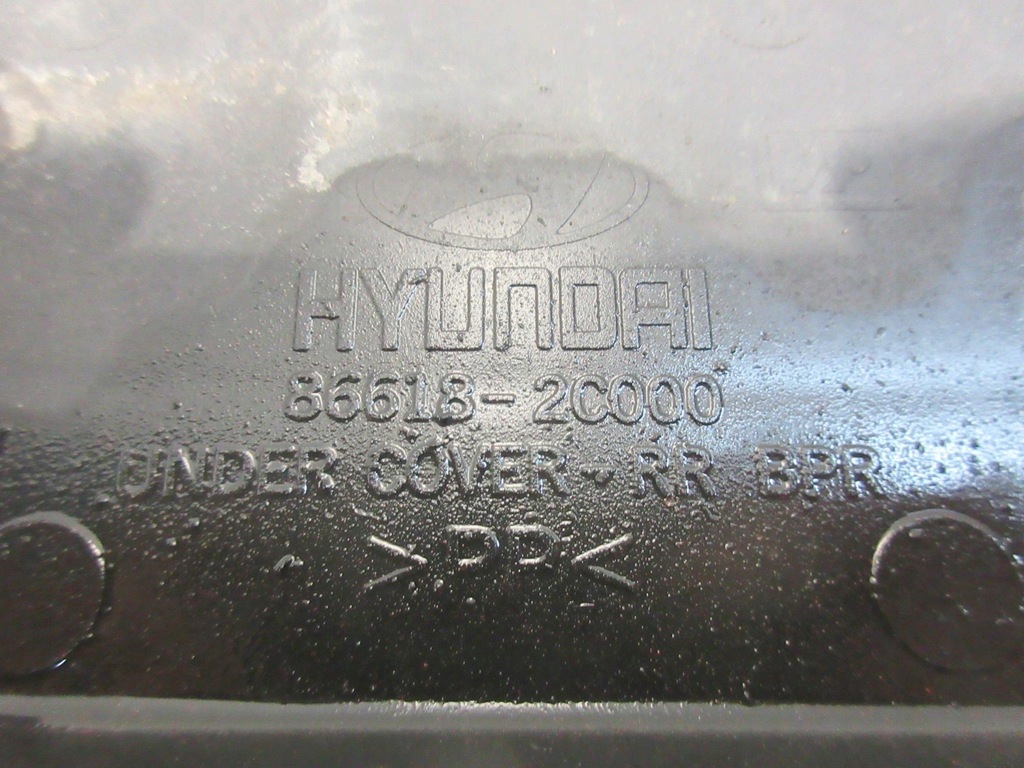 HYUNDAI
86618-2C000
UNDER COVER-RR BPR
>PP<